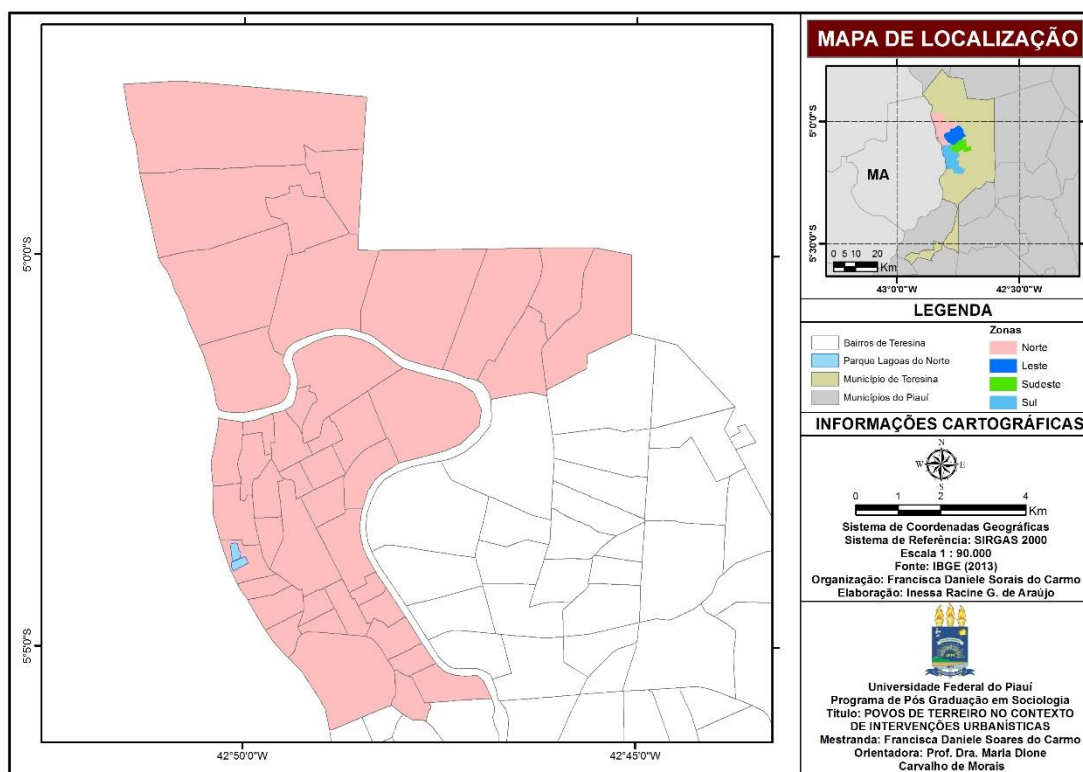 MAPA DE LOCALIZAÇÃO
5°0'0"S
MA
5°30'0"S
0 5 10 20
Km
43°0'0"W 42°30'0"W
LEGENDA
Bairros de Teresina
Parque Lagoas do Norte
Município de Teresina
Municípios do Piauí
Zonas
Norte
Leste
Sudeste
Sul
INFORMAÇÕES CARTOGRÁFICAS
N
W E
S
0 1 2 4
Km
Sistema de Coordenadas Geográficas
Sistema de Referência: SIRGAS 2000
Escala 1 : 90.000
Fonte: IBGE (2013)
Organização: Francisca Daniele Sorais do Carmo
Elaboração: Inessa Racine G. de Araújo
Universidade Federal do Piauí
Programa de Pós Graduação em Sociologia
Titulo: POVOS DE TERREIRO NO CONTEXTO
DE INTERVENÇÕES URBANÍSTICAS
Mestranda: Francisca Daniele Soares do Carmo
Orientadora: Prof. Dra. Maria Dione
Carvalho de Morais
5°0'0"S
5°5'0"S
42°50'0"W 42°45'0"W